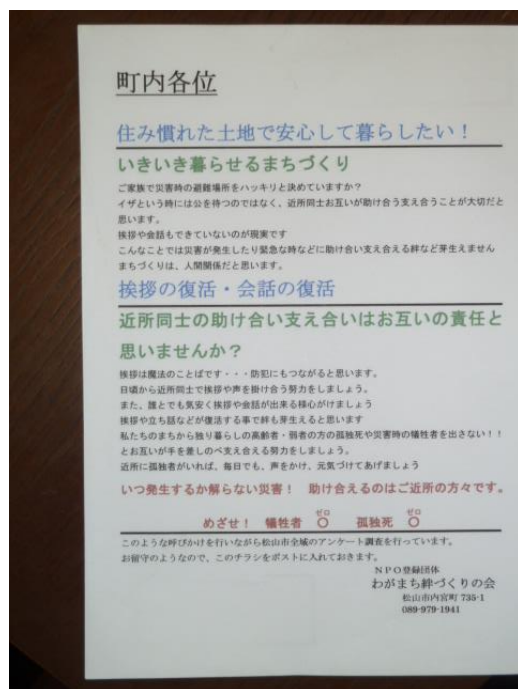 町内各位
住み慣れた土地で安心して暮らしたい！
いきいき暮らせるまちづくり
ご家族で災害時の避難場所をハッキリと決めていますか？
イザという時には公を待つのではなく、近所同士お互いが助け合う支え合うことが大切だと
思います。
挨拶や会話もできていないのが現実です
こんなことでは災害が発生したり緊急な時などに助け合い支え合える絆など芽生えません
まちづくりは、人間関係だと思います。
挨拶の復活・会話の復活
近所同士の助け合い支え合いはお互いの責任と
思いませんか？
挨拶は魔法のことばです・・・防犯にもつながると思います。
日頃から近所同士で挨拶や声を掛け合う努力をしましょう。
また、誰とでも気安く挨拶や会話が出来る様心がけましょう
挨拶や立ち話などが復活する事で絆も芽生えると思います
私たちのまちから独り暮らしの高齢者・弱者の方の孤独死や災害時の犠牲者を出さない！！
とお互いが手を差しのべ支え合える努力をしましょう。
近所に孤独者がいれば、毎日でも、声をかけ、元気づけてあげましょう
いつ発生するか解らない災害！　助け合えるのはご近所の方々です。
ゼロ　ゼロ
めざせ！　犠牲者　〇　孤独死　〇
このような呼びかけを行いながら松山市全域のアンケート調査を行っています。
お留守のようなので、このチラシをポストに入れておきます。
ＮＰＯ登録団体
わがまち絆づくりの会
松山市内宮町 735-1
089-979-1941